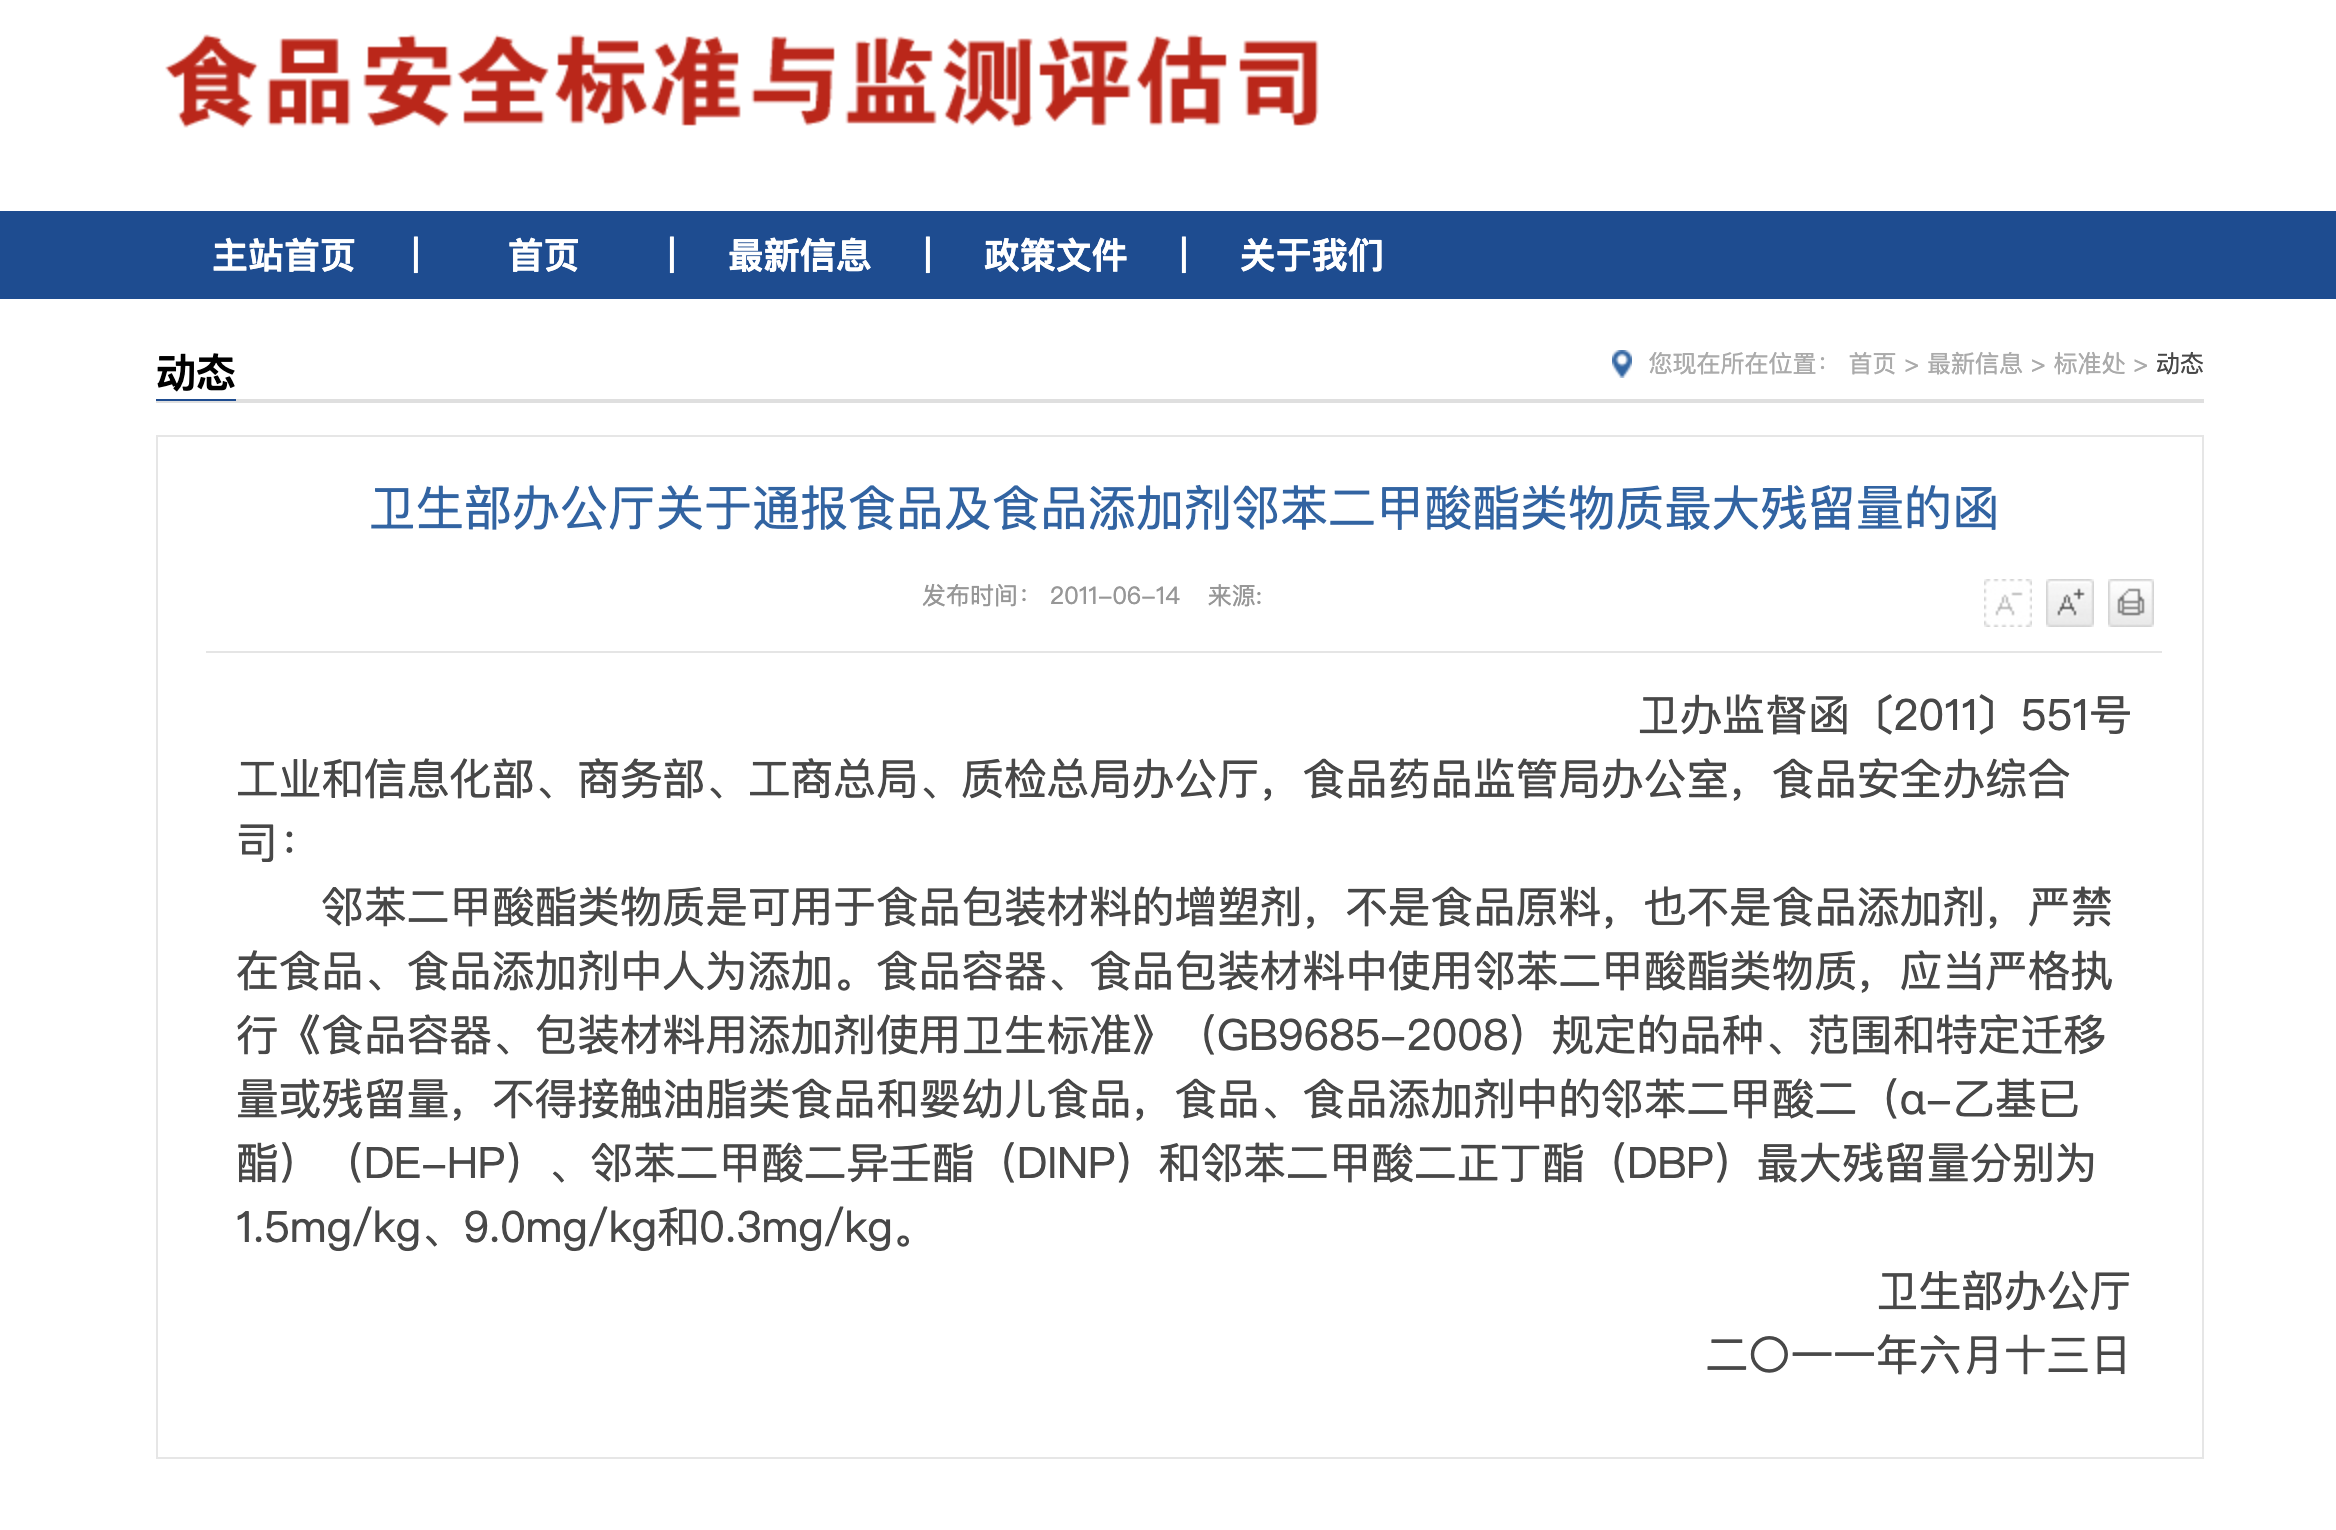 食品安全标准与监测评估司
主站首页 | 首页 | 最新信息 | 政策文件 | 关于我们
动态
您现在所在位置： 首页 > 最新信息 > 标准处 > 动态
卫生部办公厅关于通报食品及食品添加剂邻苯二甲酸酯类物质最大残留量的函
发布时间： 2011-06-14 来源:
A- A+
卫办监督函〔2011〕551号
工业和信息化部、商务部、工商总局、质检总局办公厅，食品药品监管局办公室，食品安全办综合
司：
邻苯二甲酸酯类物质是可用于食品包装材料的增塑剂，不是食品原料，也不是食品添加剂，严禁
在食品、食品添加剂中人为添加。食品容器、食品包装材料中使用邻苯二甲酸酯类物质，应当严格执
行《食品容器、包装材料用添加剂使用卫生标准》（GB9685-2008）规定的品种、范围和特定迁移
量或残留量，不得接触油脂类食品和婴幼儿食品，食品、食品添加剂中的邻苯二甲酸二（α-乙基已
酯）（DE-HP）、邻苯二甲酸二异壬酯（DINP）和邻苯二甲酸二正丁酯（DBP）最大残留量分别为
1.5mg/kg、9.0mg/kg和0.3mg/kg。
卫生部办公厅
二〇一一年六月十三日